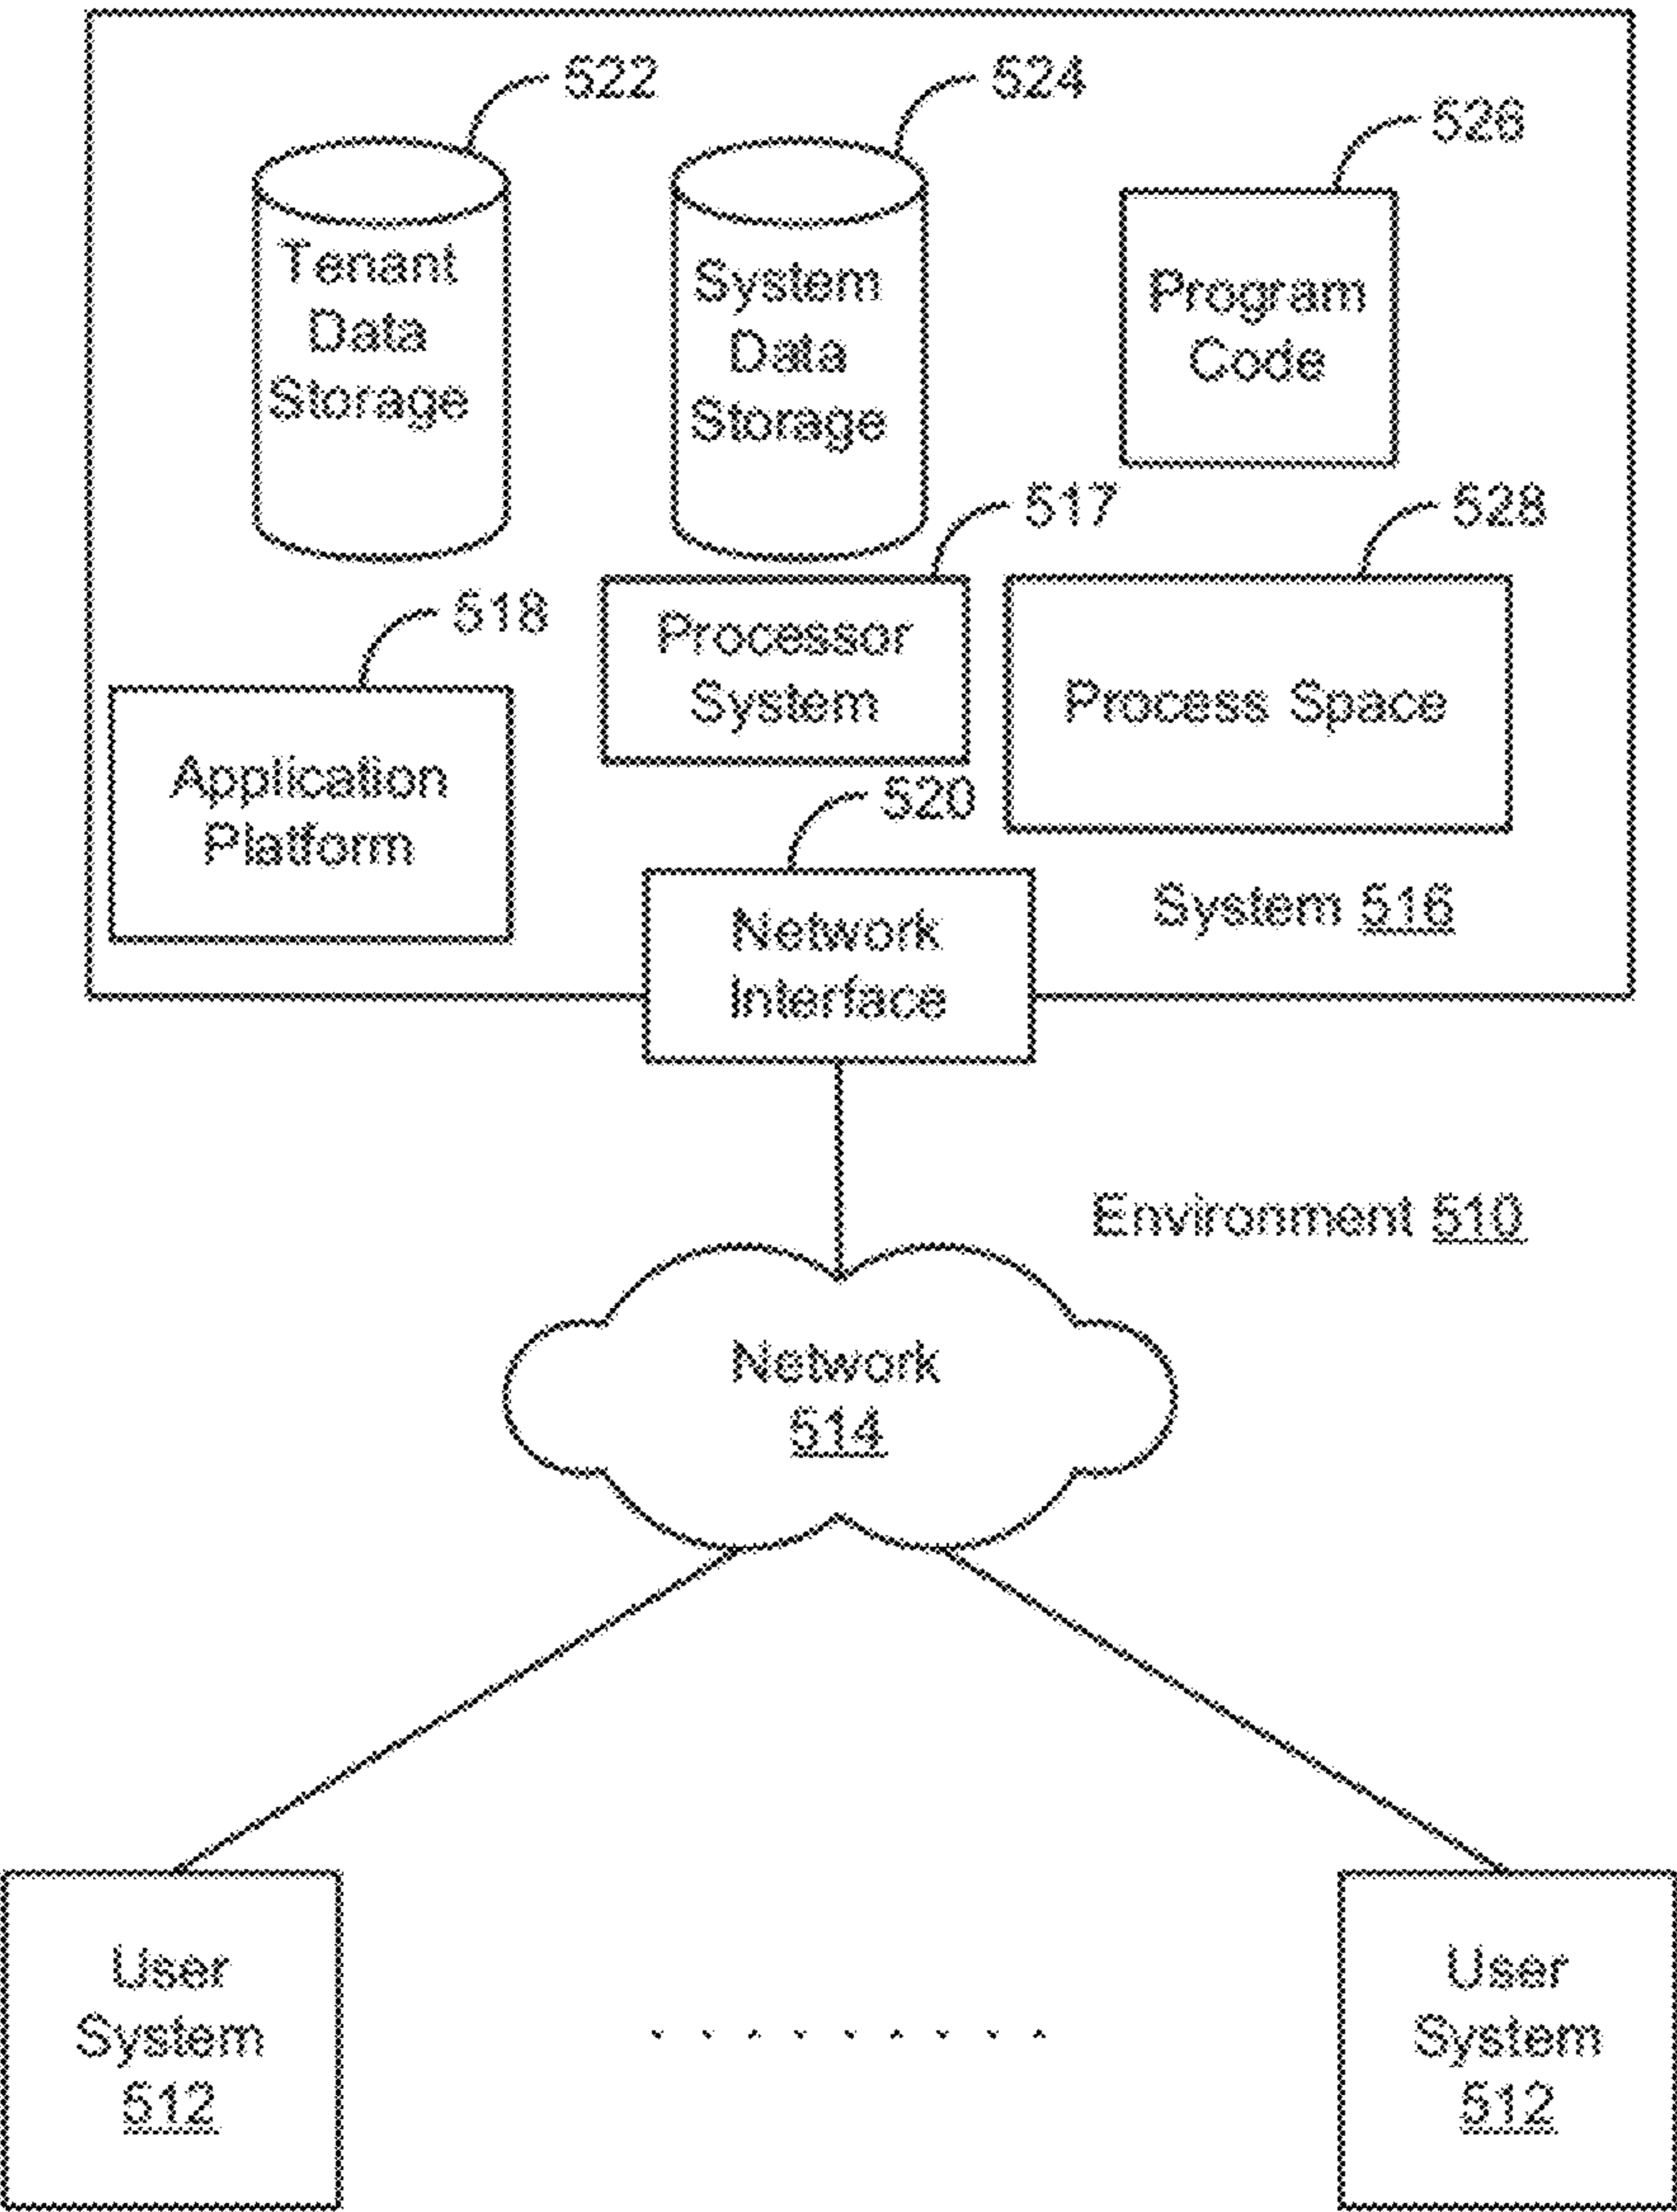 522
524
526
Tenant
Data
Storage
System
Data
Storage
Program
Code
517
528
518
Processor
System
Process Space
Application
Platform
520
Network
Interface
System 516
Environment 510
Network
514
User
System
512
. . . . . . . . .
User
System
512